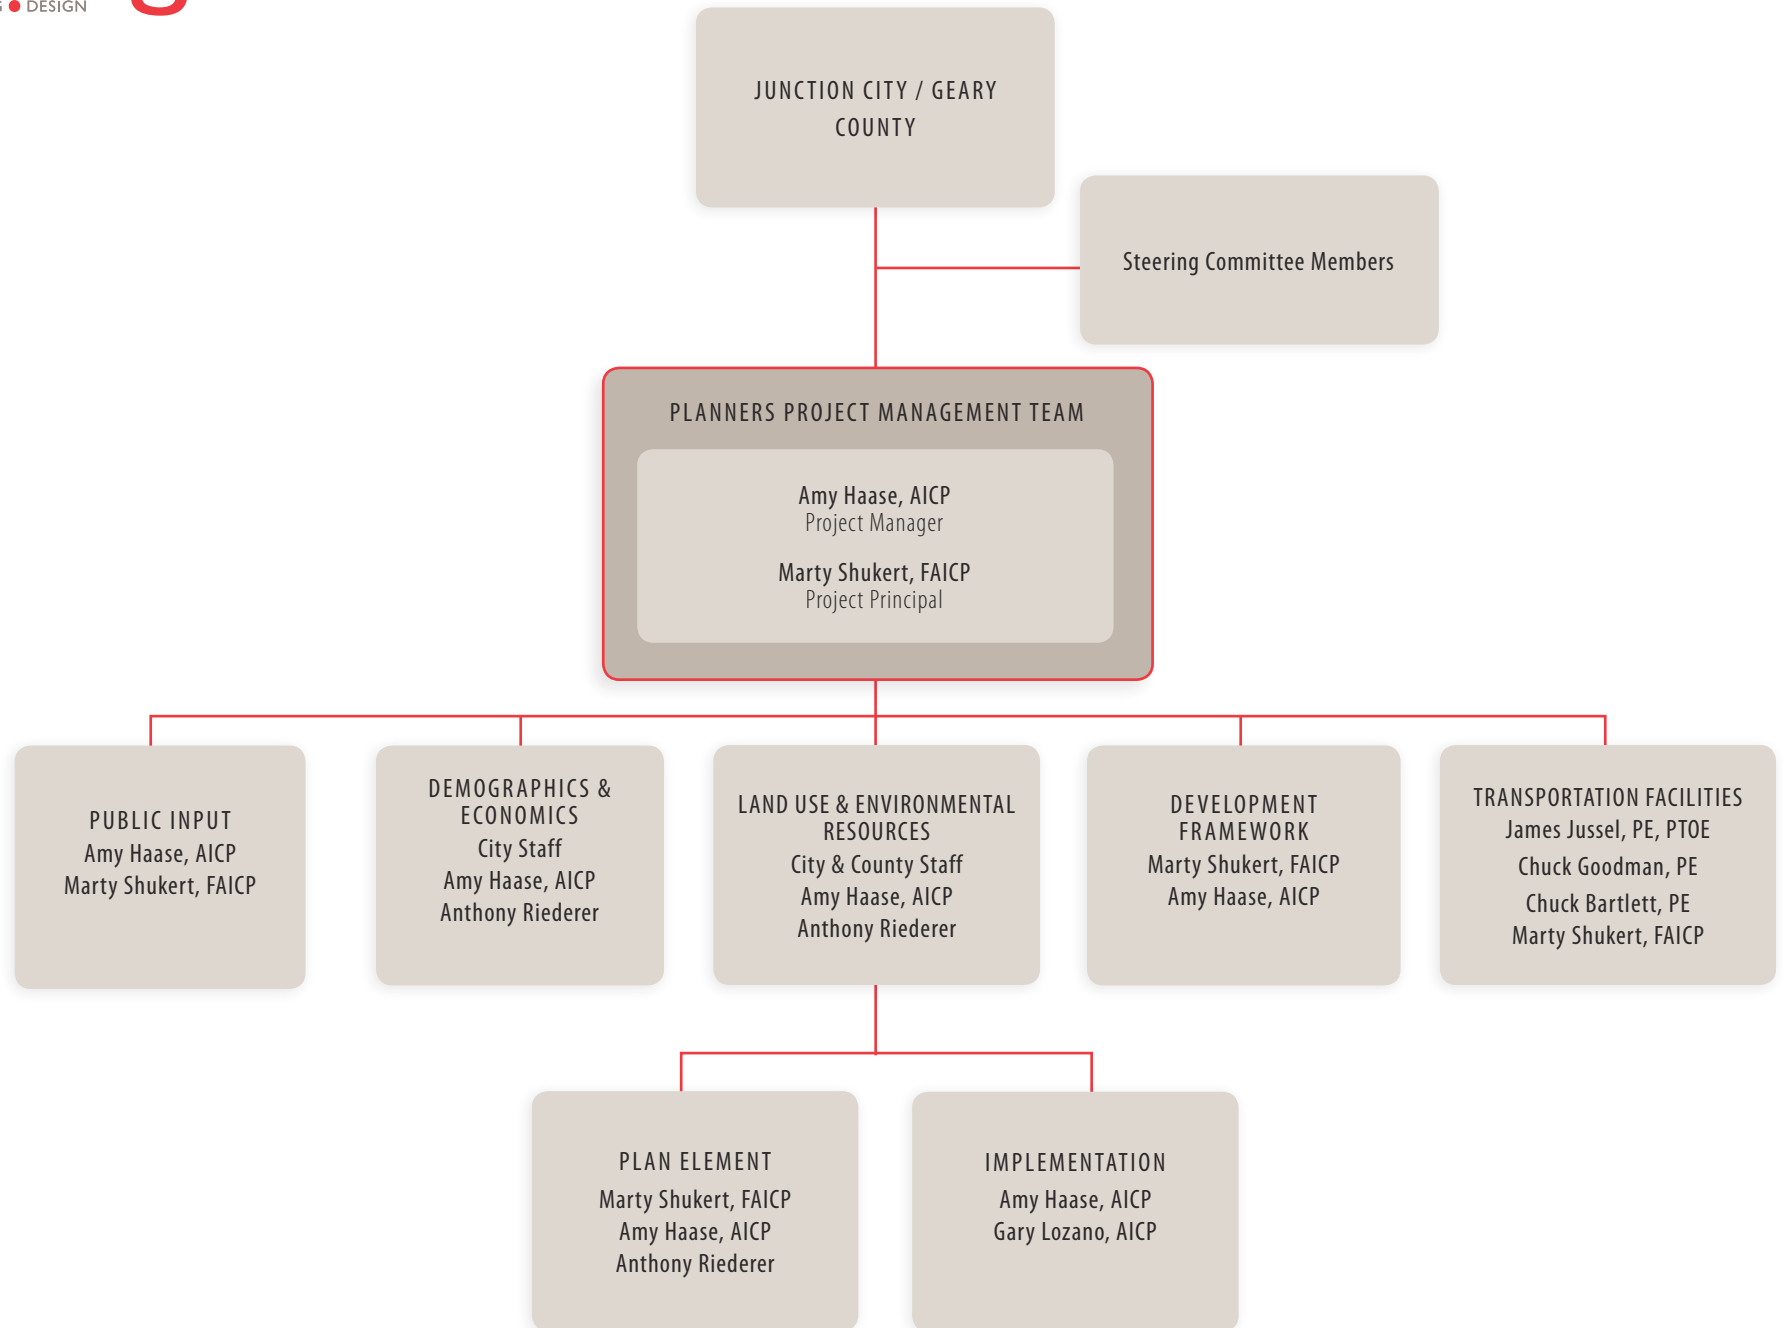 DESIGN
JUNCTION CITY / GEARY
COUNTY
Steering Committee Members
PLANNERS PROJECT MANAGEMENT TEAM
Amy Haase, AICP
Project Manager
Marty Shukert, FAICP
Project Principal
PUBLIC INPUT
Amy Haase, AICP
Marty Shukert, FAICP
DEMOGRAPHICS &
ECONOMICS
City Staff
Amy Haase, AICP
Anthony Riederer
LAND USE & ENVIRONMENTAL
RESOURCES
City & County Staff
Amy Haase, AICP
Anthony Riederer
DEVELOPMENT
FRAMEWORK
Marty Shukert, FAICP
Amy Haase, AICP
TRANSPORTATION FACILITIES
James Jussel, PE, PTOE
Chuck Goodman, PE
Chuck Bartlett, PE
Marty Shukert, FAICP
PLAN ELEMENT
Marty Shukert, FAICP
Amy Haase, AICP
Anthony Riederer
IMPLEMENTATION
Amy Haase, AICP
Gary Lozano, AICP